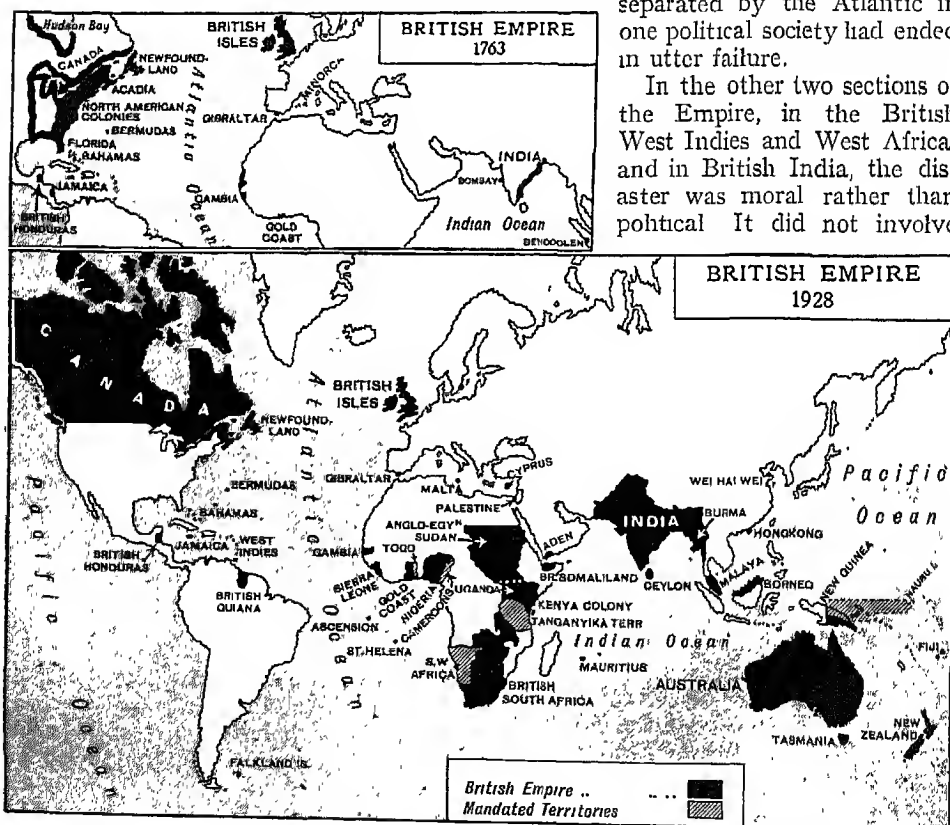 separated by the Atlantic in
one political society had ended
in utter failure.
In the other two sections o
the Empire, in the British
West Indies and West Africa
and in British India, the dis
aster was moral rather than
political It did not involve
BRITISH EMPIRE
1763
Hudson Bay
CANADA
BRITISH
ISLES
NEWFOUND-
LAND
ACADIA
NORTH AMERICAN
COLONIES
BERMUDAS
FLORIDA
BAHAMAS
JAMAICA
BRITISH
HONDURAS
Atlantic
Ocean
MINORCA
GIBRALTAR
GAMBIA
GOLD
COAST
INDIA
BOMBAY
Indian Ocean
BENCOOLEN
BRITISH EMPIRE
1928
CANADA
NEWFOUND-
LAND
BRITISH
ISLES
Atlantic
Ocean
Pacific
Ocean
BERMUDAS
BAHAMAS
JAMAICA
WEST
INDIES
BRITISH
HONDURAS
BRITISH
GUIANA
FALKLAND IS.
GIBRALTAR
MALTA
CYPRUS
PALESTINE
ANGLO-EGYN
SUDAN
ADEN
GAMBIA
TOGO
SIERRA
LEONE
GOLD
COAST
NIGERIA
CAMEROONS
UGANDA
BR. SOMALILAND
KENYA COLONY
TANGANYIKA TERR
ASCENSION
ST. HELENA
S.W
AFRICA
BRITISH
SOUTH AFRICA
MAURITIUS
Indian Ocean
INDIA
BURMA
CEYLON
WEI HAI WEI
HONGKONG
MALAYA
BORNEO
NEW GUINEA
NAURU I.
FIJI
Pacific
Ocean
AUSTRALIA
TASMANIA
NEW
ZEALAND
British Empire .. .. ..
Mandated Territories